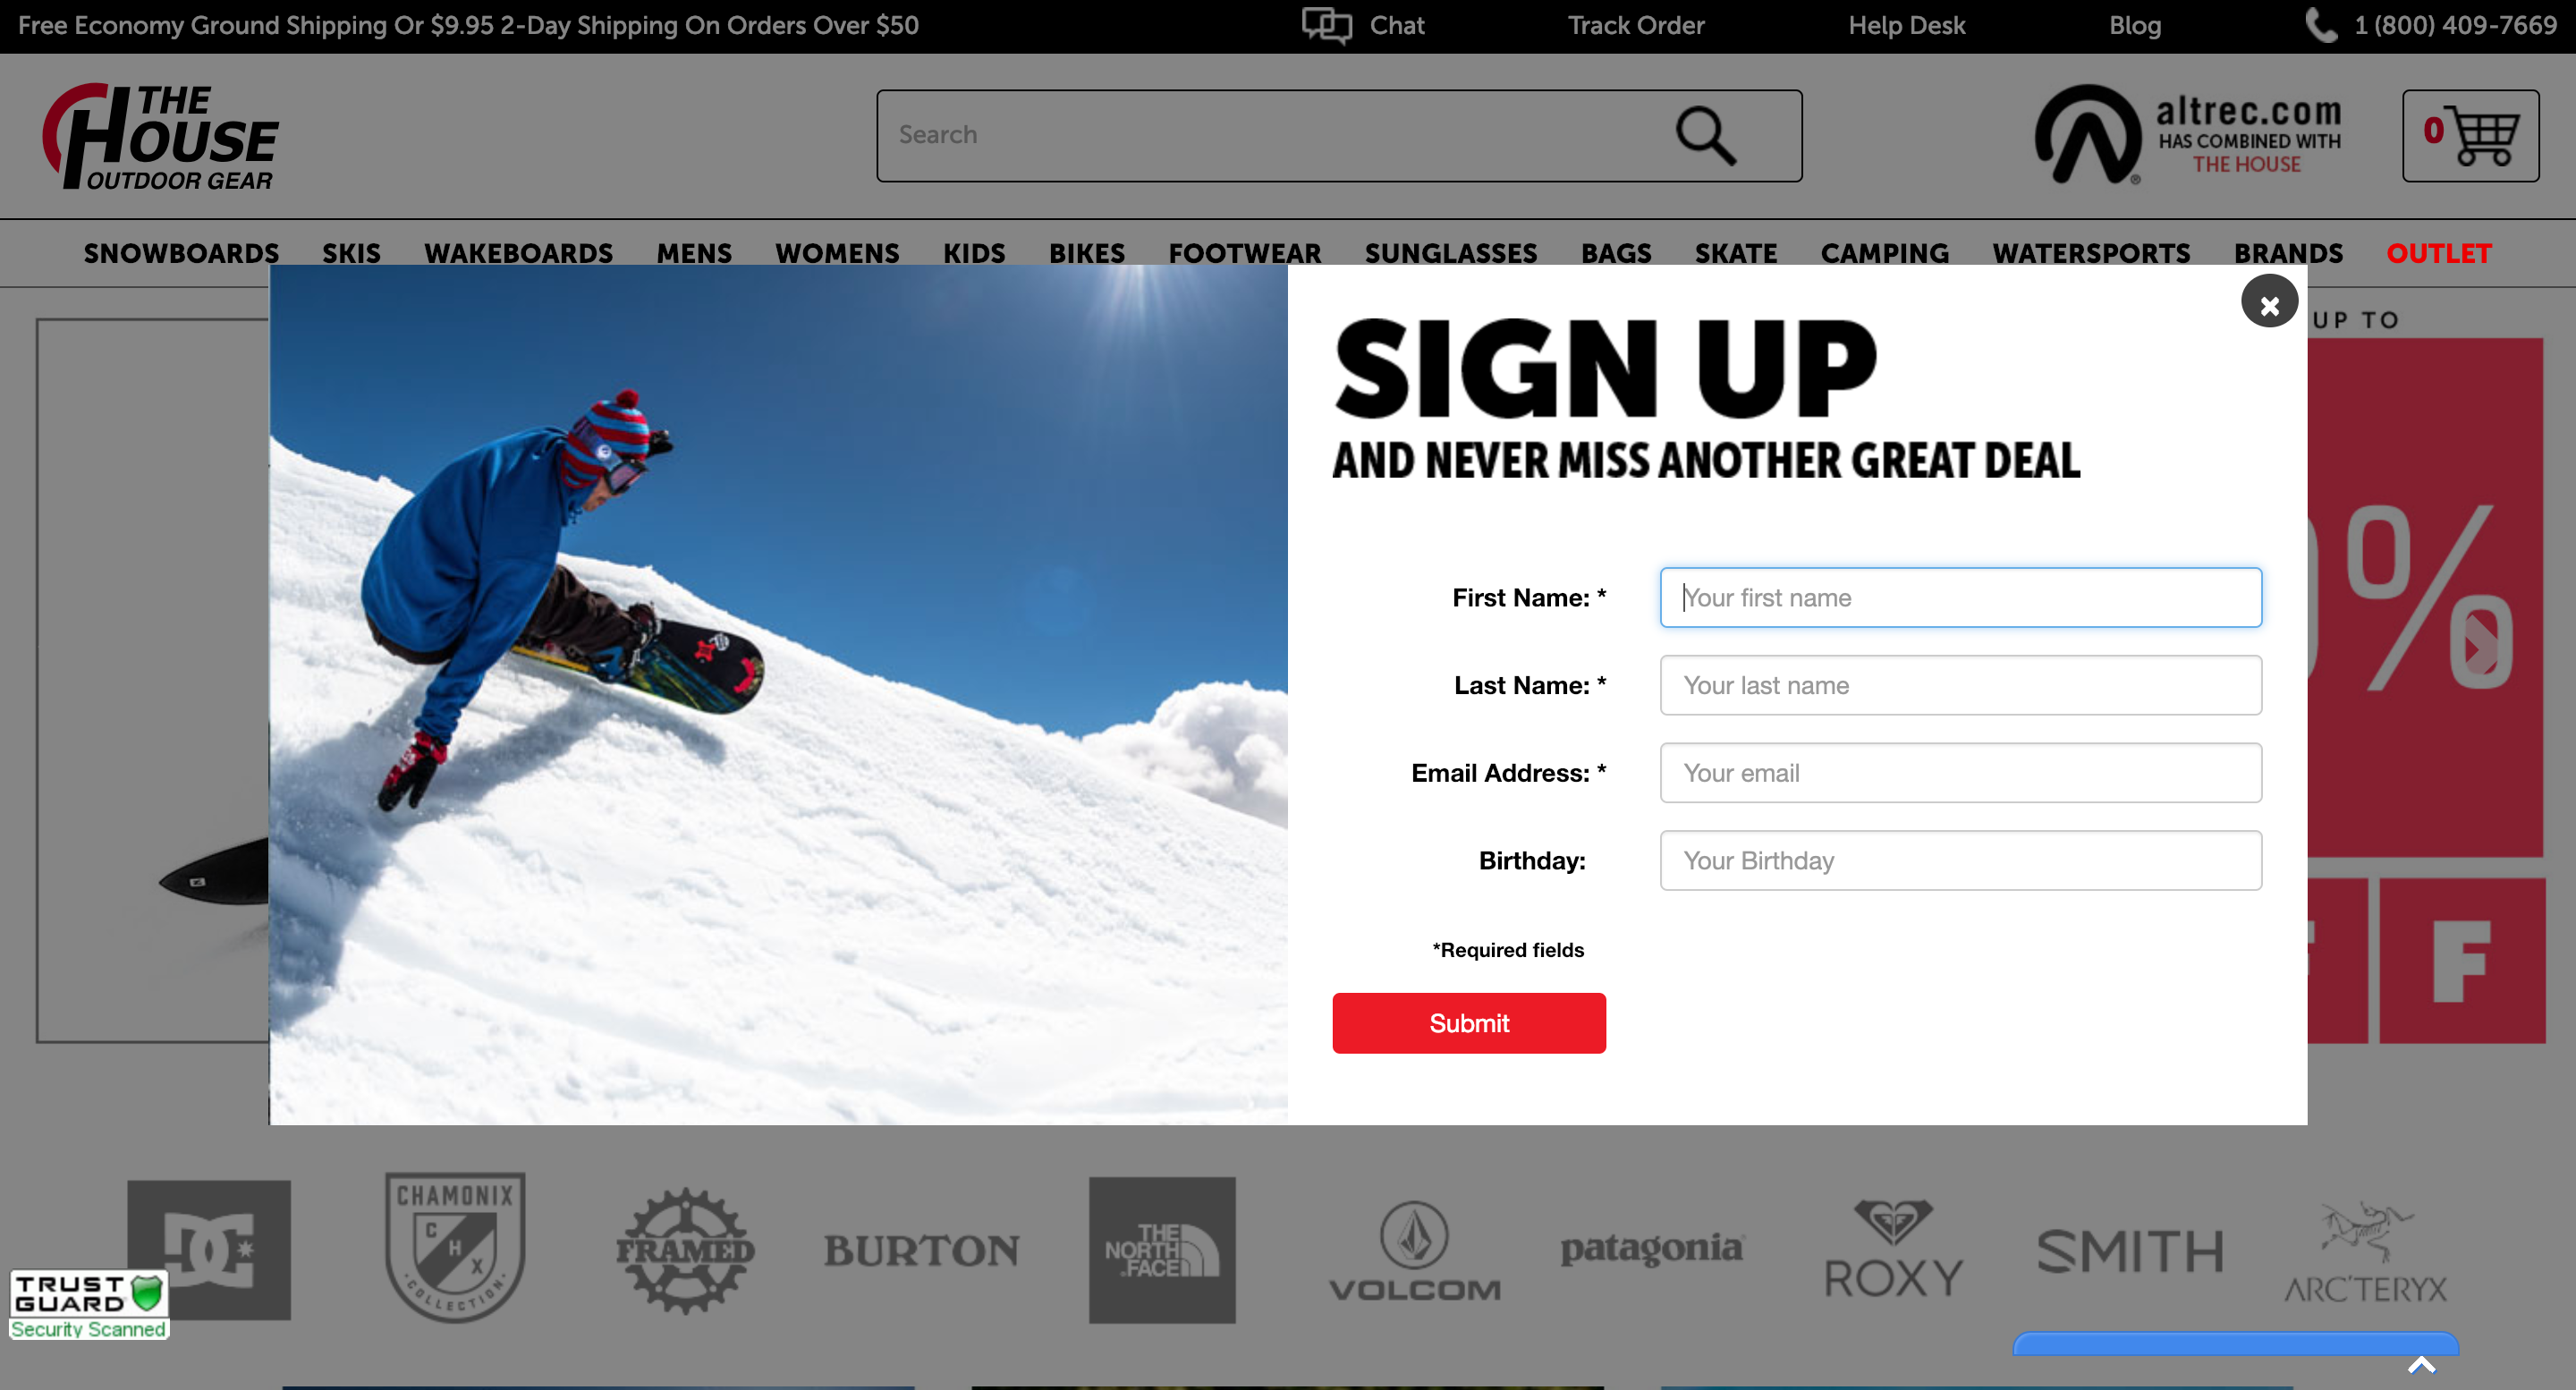 Free Economy Ground Shipping Or $9.95 2-Day Shipping On Orders Over $50
Chat
Track Order
Help Desk
Blog
1 (800) 409-7669
THE
HOUSE
OUTDOOR GEAR
Search
altrec.com
HAS COMBINED WITH
THE HOUSE
0
SNOWBOARDS SKIS WAKEBOARDS MENS WOMENS KIDS BIKES FOOTWEAR SUNGLASSES BAGS SKATE CAMPING WATERSPORTS BRANDS OUTLET
UP TO
%
F
SIGN UP
AND NEVER MISS ANOTHER GREAT DEAL
First Name: * Your first name
Last Name: * Your last name
Email Address: * Your email
Birthday: Your Birthday
*Required fields
Submit
DC
CHAMONIX
C
H
X
COLLECTION
FRAMED
BURTON
THE
NORTH
FACE
VOLCOM
patagonia
ROXY
SMITH
ARC'TERYX
TRUST
GUARD
Security Scanned